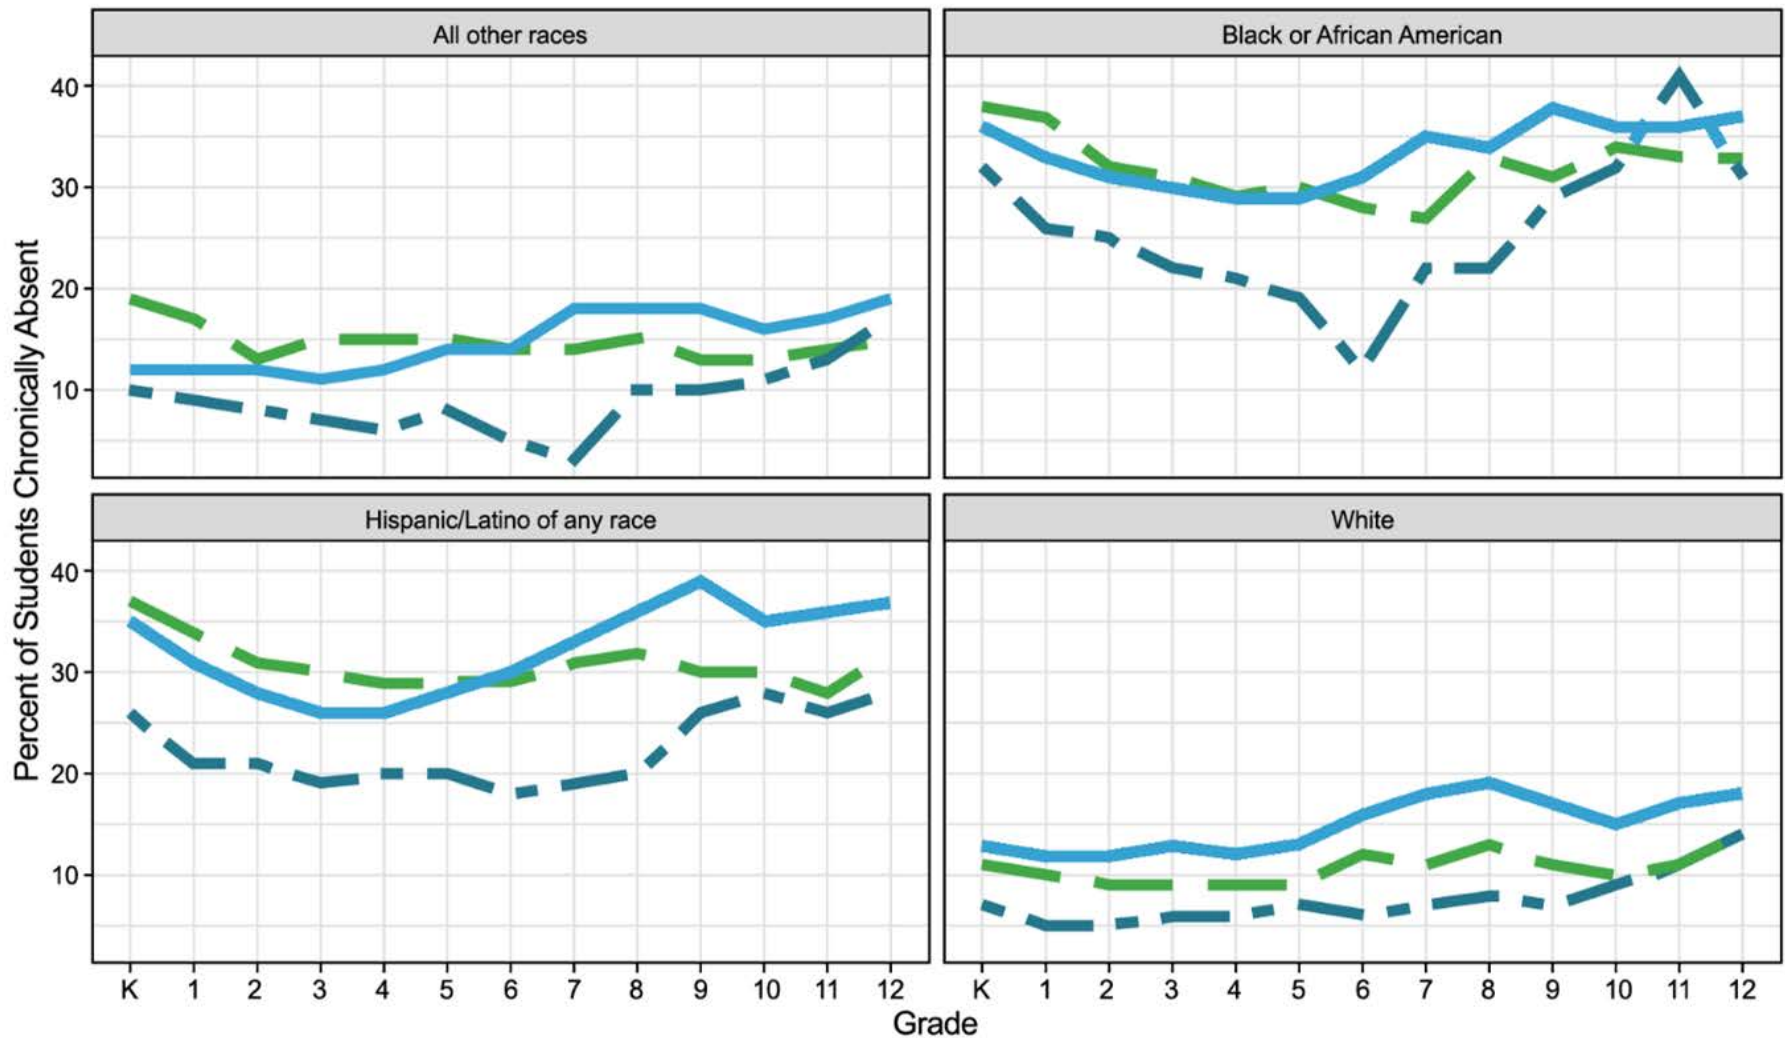 All other races
Black or African American
40
30
20
10
Hispanic/Latino of any race
White
40
30
20
10
Percent of Students Chronically Absent
K 1 2 3 4 5 6 7 8 9 10 11 12
K 1 2 3 4 5 6 7 8 9 10 11 12
Grade